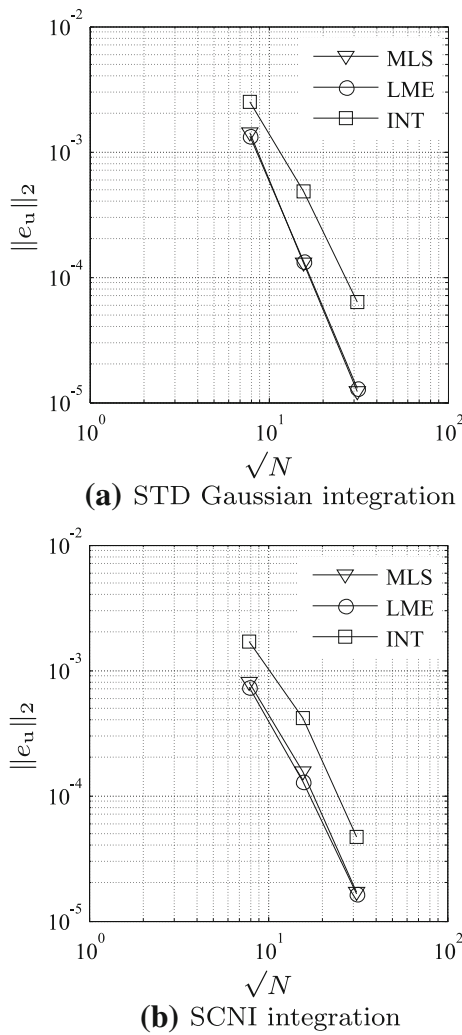 10^-2
10^-3
10^-4
10^-5
‖e_u‖_2
MLS
LME
INT
10^0 10^1 10^2
√N
(a) STD Gaussian integration
10^-2
10^-3
10^-4
10^-5
‖e_u‖_2
MLS
LME
INT
10^0 10^1 10^2
√N
(b) SCNI integration